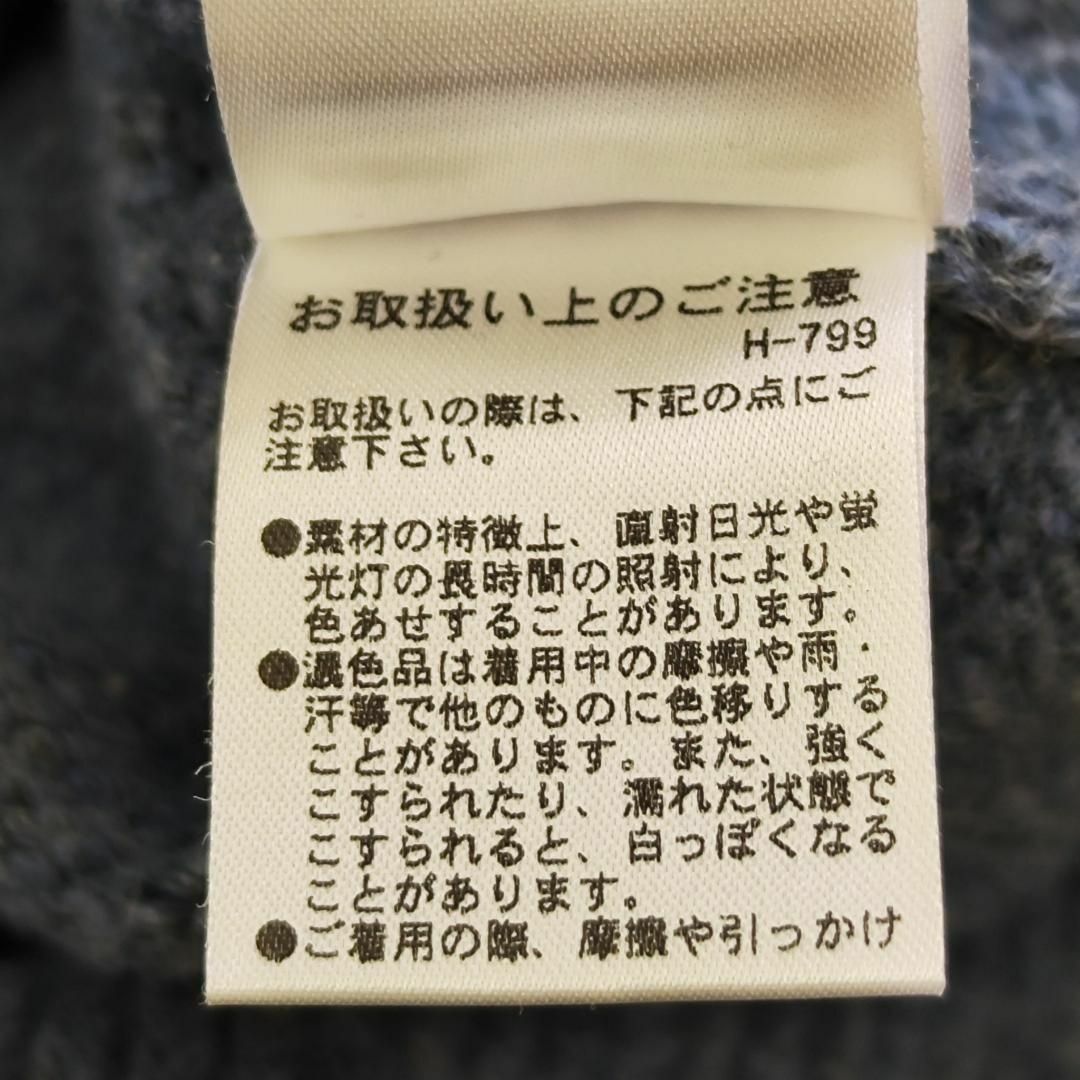 お取扱い上のご注意
H-799
お取扱いの際は、下記の点にご
注意下さい。
●素材の特徴上、直射日光や蛍
光灯の長時間の照射により、
色あせすることがあります。
●濃色品は着用中の摩擦や雨・
汗等で他のものに色移りする
ことがあります。また、強く
こすられたり、濡れた状態で
こすられると、白っぽくなる
ことがあります。
●ご着用の際、摩擦や引っかけ